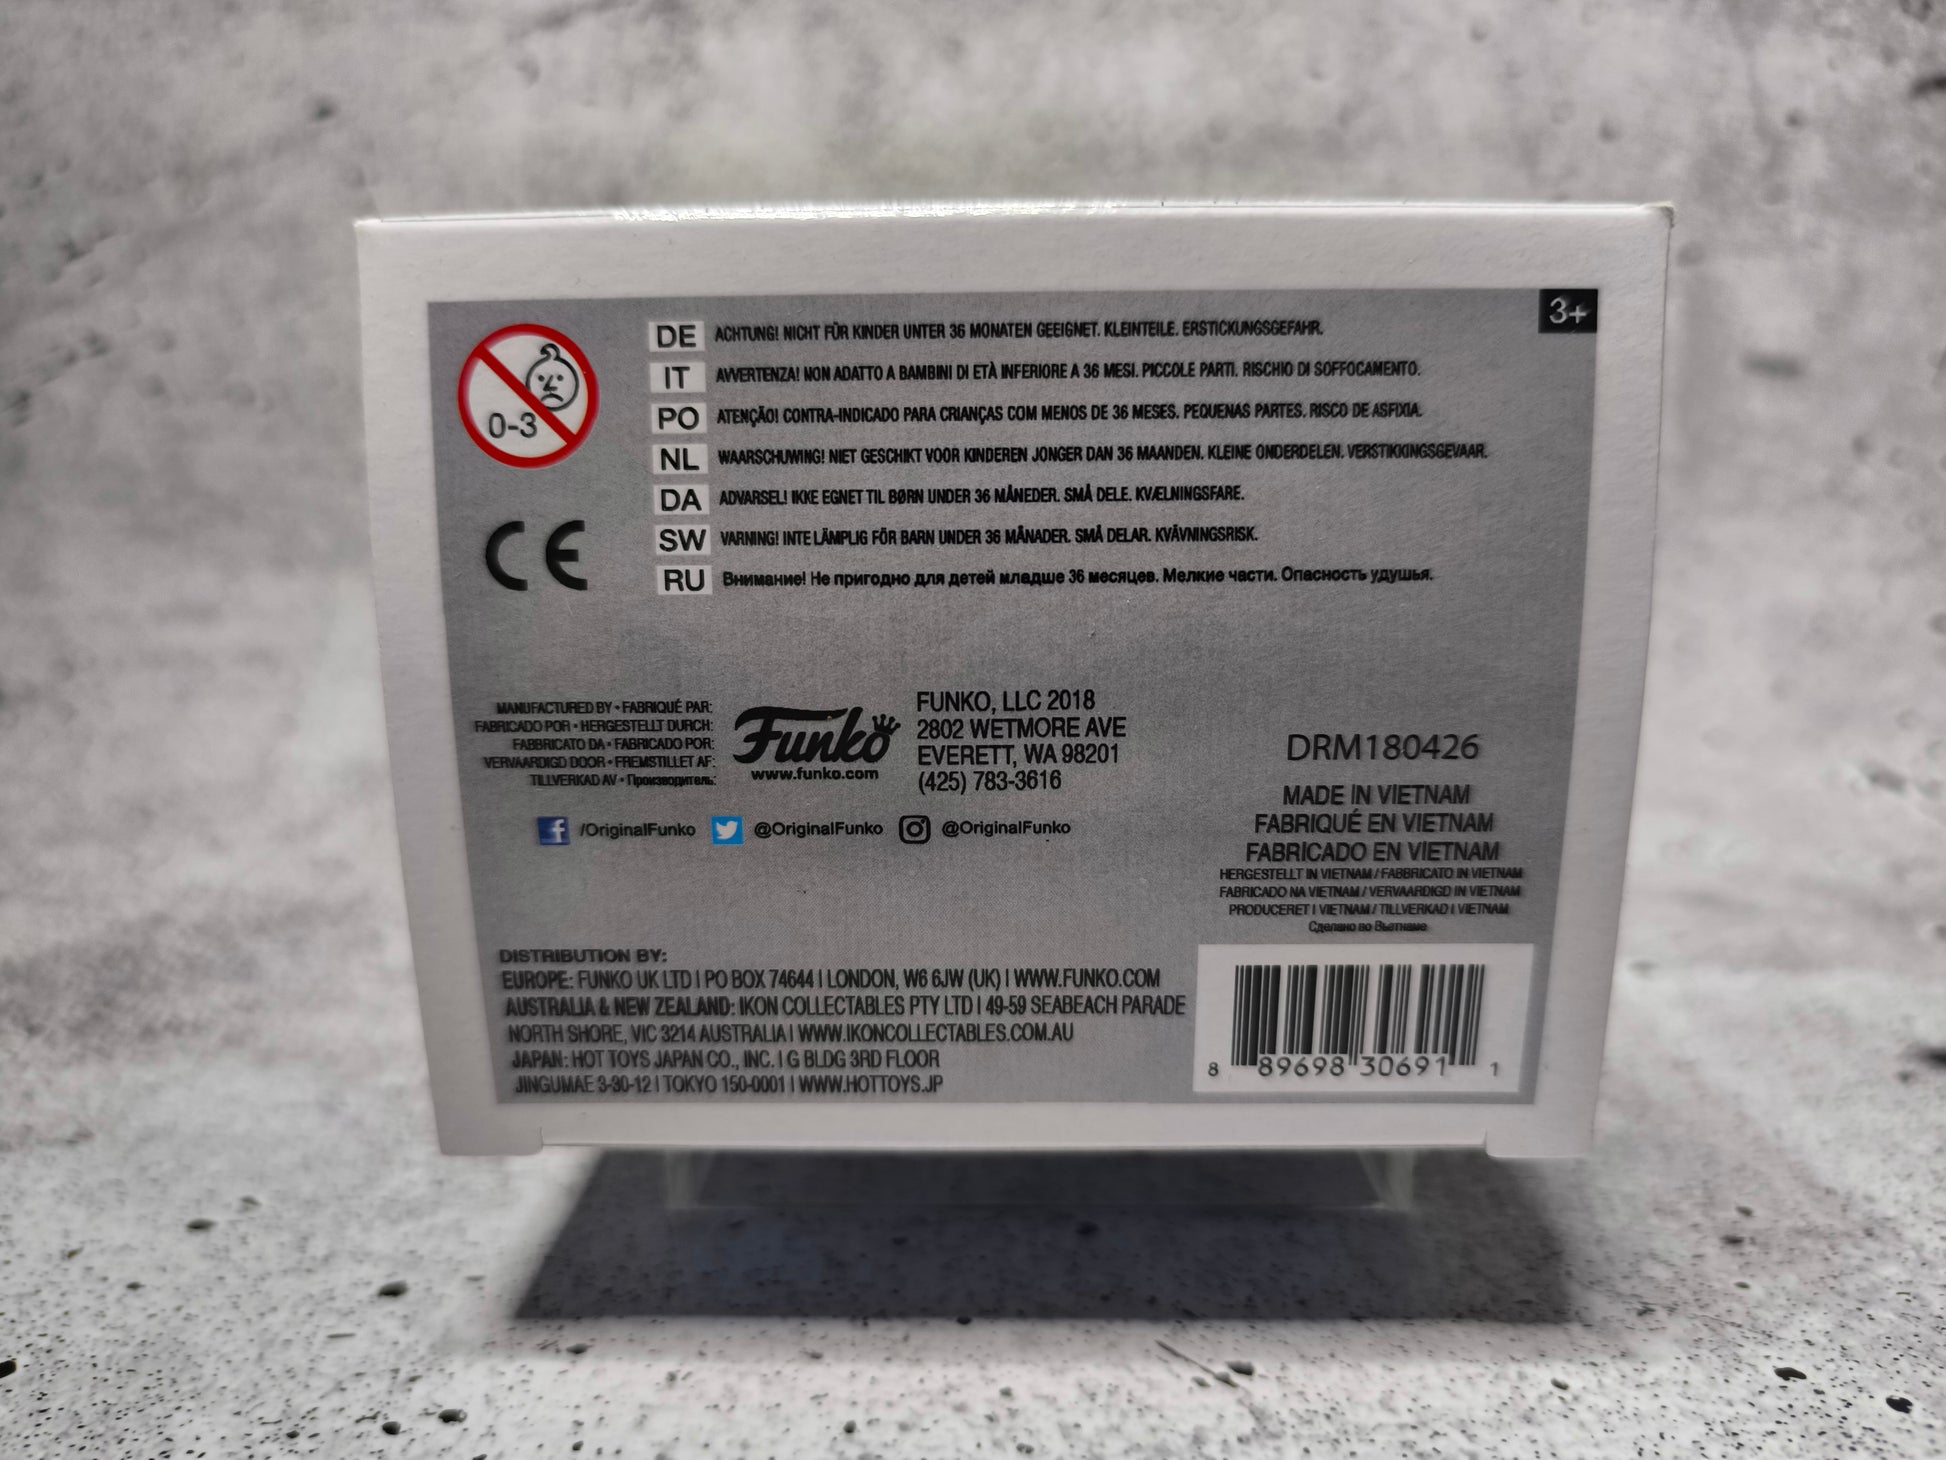 3+
0-3
DE ACHTUNG! NICHT FÜR KINDER UNTER 36 MONATEN GEEIGNET. KLEINTEILE. ERSTICKUNGSGEFAHR.
IT AVVERTENZA! NON ADATTO A BAMBINI DI ETÀ INFERIORE A 36 MESI. PICCOLE PARTI. RISCHIO DI SOFFOCAMENTO.
PO ATENÇÃO! CONTRA-INDICADO PARA CRIANÇAS COM MENOS DE 36 MESES. PEQUENAS PARTES. RISCO DE ASFIXIA.
NL WAARSCHUWING! NIET GESCHIKT VOOR KINDEREN JONGER DAN 36 MAANDEN. KLEINE ONDERDELEN. VERSTIKKINGSGEVAAR.
DA ADVARSEL! IKKE EGNET TIL BØRN UNDER 36 MÅNEDER. SMÅ DELE. KVÆLNINGSFARE.
SW VARNING! INTE LÄMPLIG FÖR BARN UNDER 36 MÅNADER. SMÅ DELAR. KVÄVNINGSRISK.
RU Внимание! Не пригодно для детей младше 36 месяцев. Мелкие части. Опасность удушья.
CE
MANUFACTURED BY • FABRIQUÉ PAR:
FABRICADO POR • HERGESTELLT DURCH:
FABBRICATO DA • FABRICADO POR:
VERVAARDIGD DOOR • FREMSTILLET AF:
TILLVERKAD AV • Производитель:
Funko
www.funko.com
FUNKO, LLC 2018
2802 WETMORE AVE
EVERETT, WA 98201
(425) 783-3616
/OriginalFunko @OriginalFunko @OriginalFunko
DRM180426
MADE IN VIETNAM
FABRIQUÉ EN VIETNAM
FABRICADO EN VIETNAM
HERGESTELLT IN VIETNAM / FABBRICATO IN VIETNAM
FABRICADO NA VIETNAM / VERVAARDIGD IN VIETNAM
PRODUCERET I VIETNAM / TILLVERKAD I VIETNAM
Сделано во Вьетнаме
DISTRIBUTION BY:
EUROPE: FUNKO UK LTD | PO BOX 74644 | LONDON, W6 6JW (UK) | WWW.FUNKO.COM
AUSTRALIA & NEW ZEALAND: IKON COLLECTABLES PTY LTD | 49-59 SEABEACH PARADE
NORTH SHORE, VIC 3214 AUSTRALIA | WWW.IKONCOLLECTABLES.COM.AU
JAPAN: HOT TOYS JAPAN CO., INC. | G BLDG 3RD FLOOR
JINGUMAE 3-30-12 | TOKYO 150-0001 | WWW.HOTTOYS.JP
8 89698 30691 1